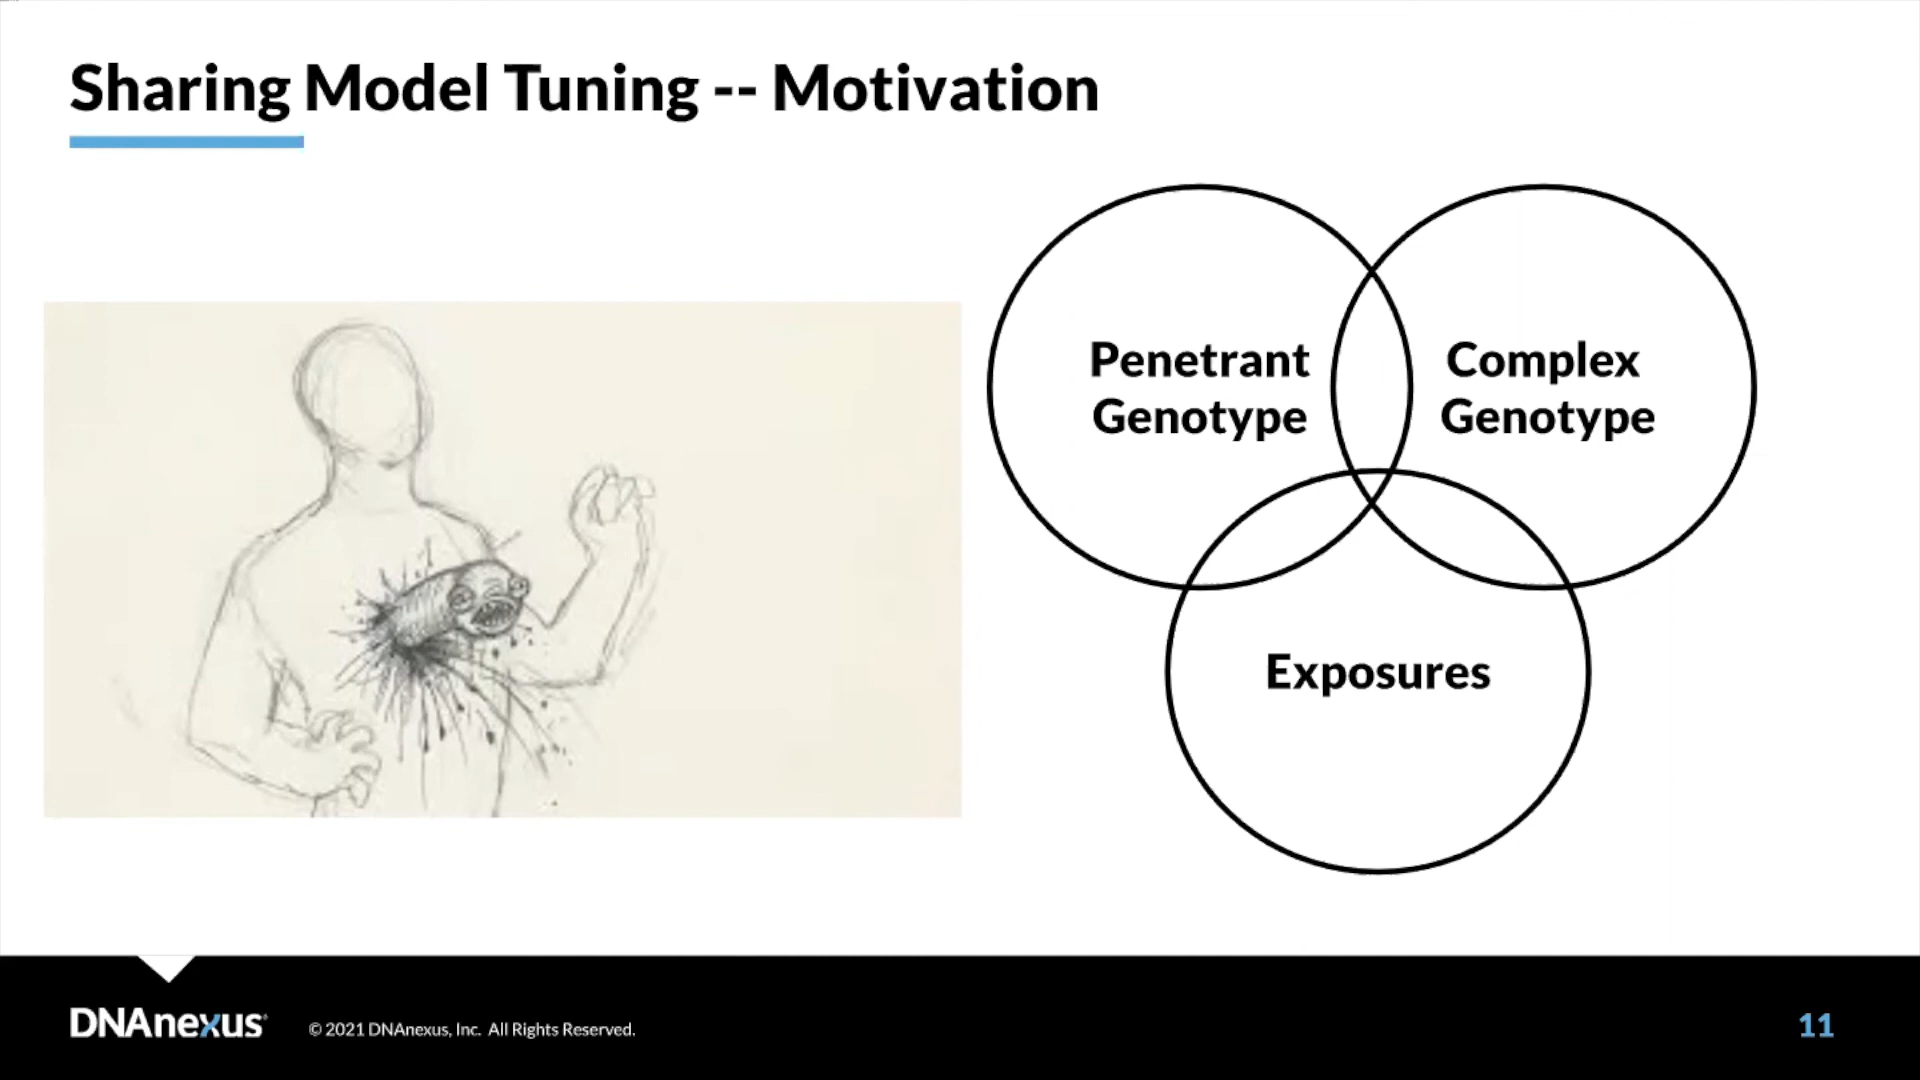 Sharing Model Tuning -- Motivation
Penetrant
Genotype
Complex
Genotype
Exposures
DNAnexus
© 2021 DNAnexus, Inc. All Rights Reserved.
11